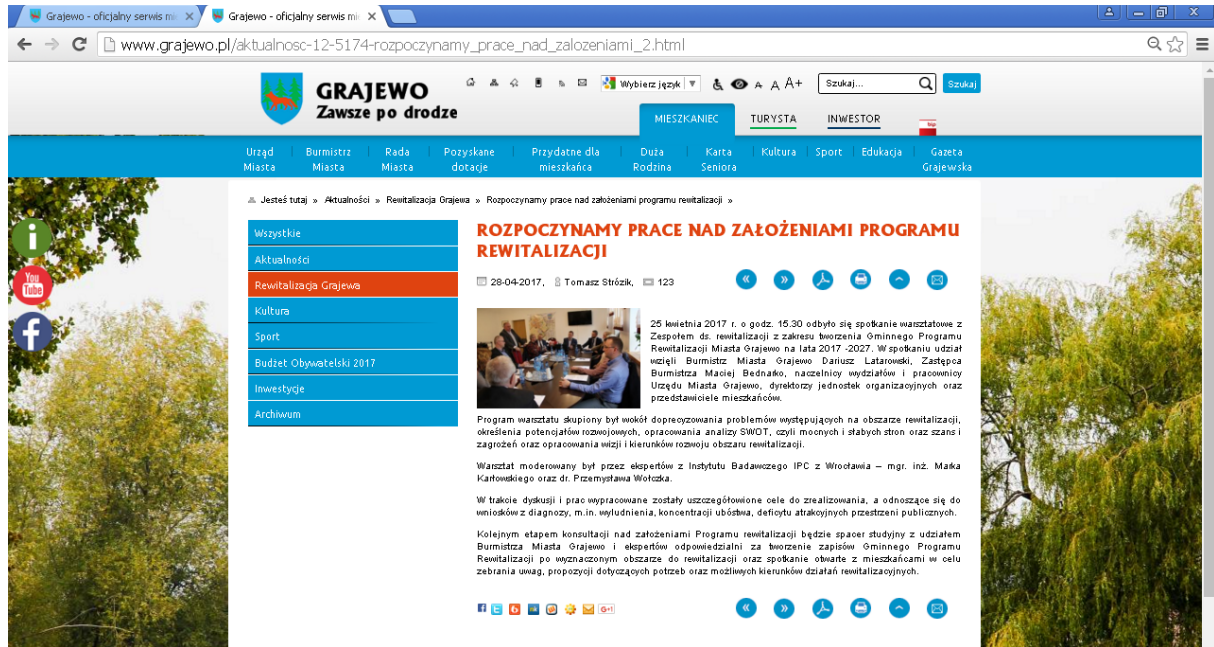 Grajewo - oficjalny serwis mi
Grajewo - oficjalny serwis mi
www.grajewo.pl/aktualnosc-12-5174-rozpoczynamy_prace_nad_zalozeniami_2.html
GRAJEWO
Zawsze po drodze
Wybierz język
A A A+
Szukaj...
Szukaj
MIESZKANIEC TURYSTA INWESTOR
bip
Urząd Miasta
Burmistrz Miasta
Rada Miasta
Pozyskane dotacje
Przydatne dla mieszkańca
Duża Rodzina
Karta Seniora
Kultura
Sport
Edukacja
Gazeta Grajewska
Jesteś tutaj » Aktualności » Rewitalizacja Grajewa » Rozpoczynamy prace nad założeniami programu rewitalizacji »
Wszystkie
Aktualności
Rewitalizacja Grajewa
Kultura
Sport
Budżet Obywatelski 2017
Inwestycje
Archiwum
You
Tube
ROZPOCZYNAMY PRACE NAD ZAŁOŻENIAMI PROGRAMU
REWITALIZACJI
28-04-2017, Tomasz Strózik, 123
25 kwietnia 2017 r. o godz. 15.30 odbyło się spotkanie warsztatowe z
Zespołem ds. rewitalizacji z zakresu tworzenia Gminnego Programu
Rewitalizacji Miasta Grajewo na lata 2017 -2027. W spotkaniu udział
wzięli Burmistrz Miasta Grajewo Dariusz Latarowski, Zastępca
Burmistrza Maciej Bednarko, naczelnicy wydziałów i pracownicy
Urzędu Miasta Grajewo, dyrektorzy jednostek organizacyjnych oraz
przedstawiciele mieszkańców.
Program warsztatu skupiony był wokół doprecyzowania problemów występujących na obszarze rewitalizacji,
określenia potencjałów rozwojowych, opracowania analizy SWOT, czyli mocnych i słabych stron oraz szans i
zagrożeń oraz opracowania wizji i kierunków rozwoju obszaru rewitalizacji.
Warsztat moderowany był przez ekspertów z Instytutu Badawczego IPC z Wrocławia – mgr. inż. Marka
Karłowskiego oraz dr. Przemysława Wołczka.
W trakcie dyskusji i prac wypracowane zostały uszczegółowione cele do zrealizowania, a odnoszące się do
wniosków z diagnozy, m.in. wyludnienia, koncentracji ubóstwa, deficytu atrakcyjnych przestrzeni publicznych.
Kolejnym etapem konsultacji nad założeniami Programu rewitalizacji będzie spacer studyjny z udziałem
Burmistrza Miasta Grajewo i ekspertów odpowiedzialni za tworzenie zapisów Gminnego Programu
Rewitalizacji po wyznaczonym obszarze do rewitalizacji oraz spotkanie otwarte z mieszkańcami w celu
zebrania uwag, propozycji dotyczących potrzeb oraz możliwych kierunków działań rewitalizacyjnych.